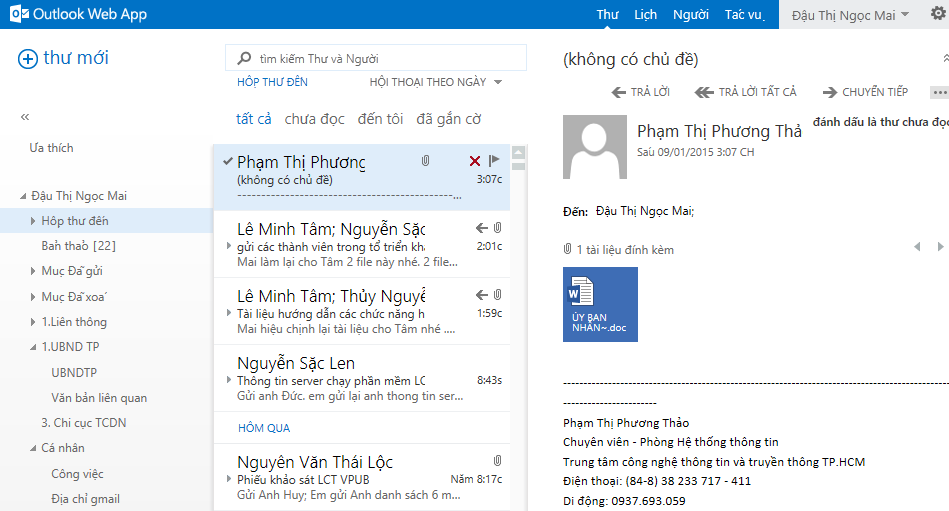 Outlook Web App
Thư Lịch Người Tác vụ Đậu Thị Ngọc Mai
thư mới
«
Ưa thích
Đậu Thị Ngọc Mai
Hộp thư đến
Bản thảo [22]
Mục Đã gửi
Mục Đã xóa
1.Liên thông
1.UBND TP
UBNDTP
Văn bản liên quan
3. Chi cục TCDN
Cá nhân
Công việc
Địa chỉ gmail
tìm kiếm Thư và Người
HỘP THƯ ĐẾN HỘI THOẠI THEO NGÀY
tất cả chưa đọc đến tôi đã gắn cờ
Phạm Thị Phương
(không có chủ đề) 3:07c
---------------------------------------------...
Lê Minh Tâm; Nguyễn Sặc
gửi các thành viên trong tổ triển kha 2:01c
Mai làm lại cho Tâm 2 file này nhé. 2 file...
Lê Minh Tâm; Thủy Nguyễ
Tài liệu hướng dẫn các chức năng h 1:59c
Mai hiệu chỉnh lại tài liệu cho Tâm nhé ....
Nguyễn Sặc Len
Thông tin server chạy phần mềm LC 8:43s
Gửi anh Đức. em gửi lại anh thong tin ser...
HÔM QUA
Nguyên Văn Thái Lộc
Phiếu khảo sát LCT VPUB Năm 8:17c
Gửi Anh Huy; Em gửi Anh danh sách 6 m...
(không có chủ đề)
TRẢ LỜI TRẢ LỜI TẤT CẢ CHUYỂN TIẾP ...
đánh dấu là thư chưa đọc
Phạm Thị Phương Thả
Sáu 09/01/2015 3:07 CH
Đến: Đậu Thị Ngọc Mai;
1 tài liệu đính kèm
ỦY BAN
NHÂN~.doc
--------------------------------------------------------------------------------
-----------------------
Phạm Thị Phương Thảo
Chuyên viên - Phòng Hệ thống thông tin
Trung tâm công nghệ thông tin và truyền thông TP.HCM
Điện thoại: (84-8) 38 233 717 - 411
Di động: 0937.693.059